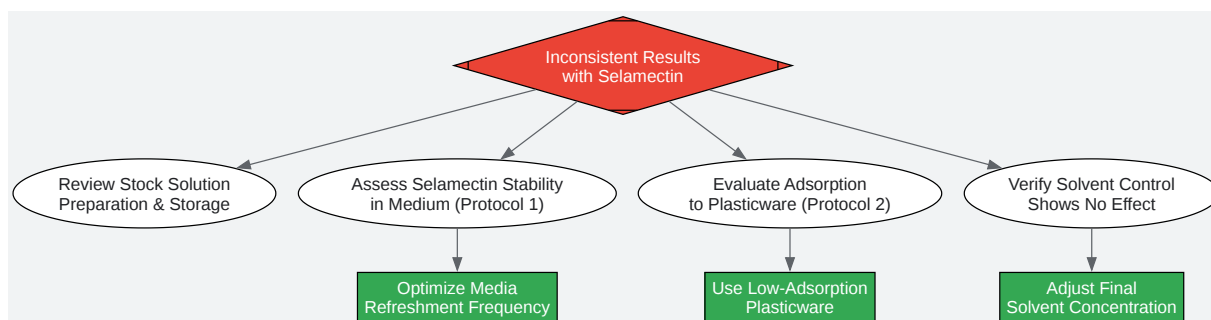 Inconsistent Results
with Selamectin
Review Stock Solution
Preparation & Storage
Assess Selamectin Stability
in Medium (Protocol 1)
Evaluate Adsorption
to Plasticware (Protocol 2)
Verify Solvent Control
Shows No Effect
Optimize Media
Refreshment Frequency
Use Low-Adsorption
Plasticware
Adjust Final
Solvent Concentration